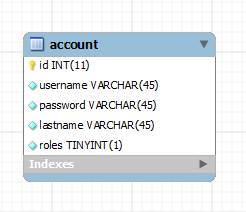 account
id INT(11)
username VARCHAR(45)
password VARCHAR(45)
lastname VARCHAR(45)
roles TINYINT(1)
Indexes